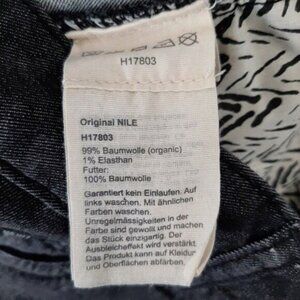 H17803
Original NILE
H17803
99% Baumwolle (organic)
1% Elasthan
Futter:
100% Baumwolle
Garantiert kein Einlaufen. Auf
links waschen. Mit ähnlichen
Farben waschen.
Unregelmässigkeiten in der
Farbe sind gewollt und machen
das Stück einzigartig. Der
Ausbleicheffekt wird verstärkt.
Das Produkt kann auf Kleidur
und Oberflächen abfärben.